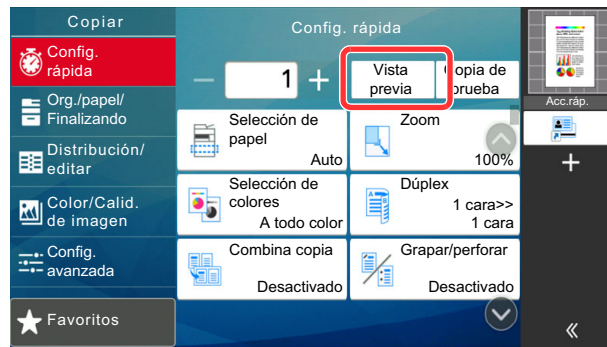 Copiar
Config. rápida
Config.
rápida
Org./papel/
Finalizando
Distribución/
editar
Color/Calid.
de imagen
Config.
avanzada
Favoritos
1
Vista
previa
Copia de
prueba
Selección de
papel
Auto
Zoom
100%
Selección de
colores
A todo color
Dúplex
1 cara>>
1 cara
Combina copia
Desactivado
Grapar/perforar
Desactivado
Acc.ráp.